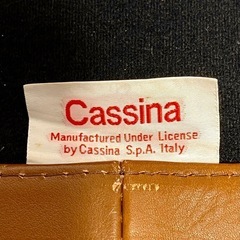 Cassina
Manufactured Under License
by Cassina S.p.A. Italy